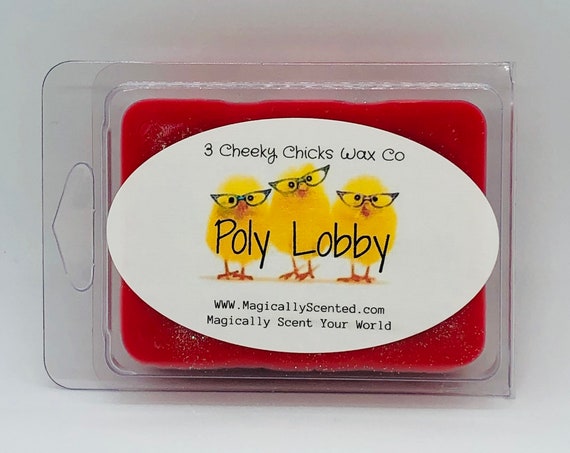 3 Cheeky Chicks Wax Co
Poly Lobby
WWW.MagicallyScented.com
Magically Scent Your World